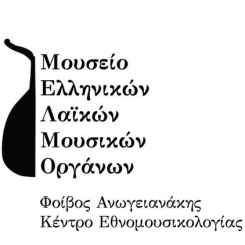 Μουσείο
Ελληνικών
Λαϊκών
Μουσικών
Οργάνων
Φοίβος Ανωγειανάκης
Κέντρο Εθνομουσικολογίας